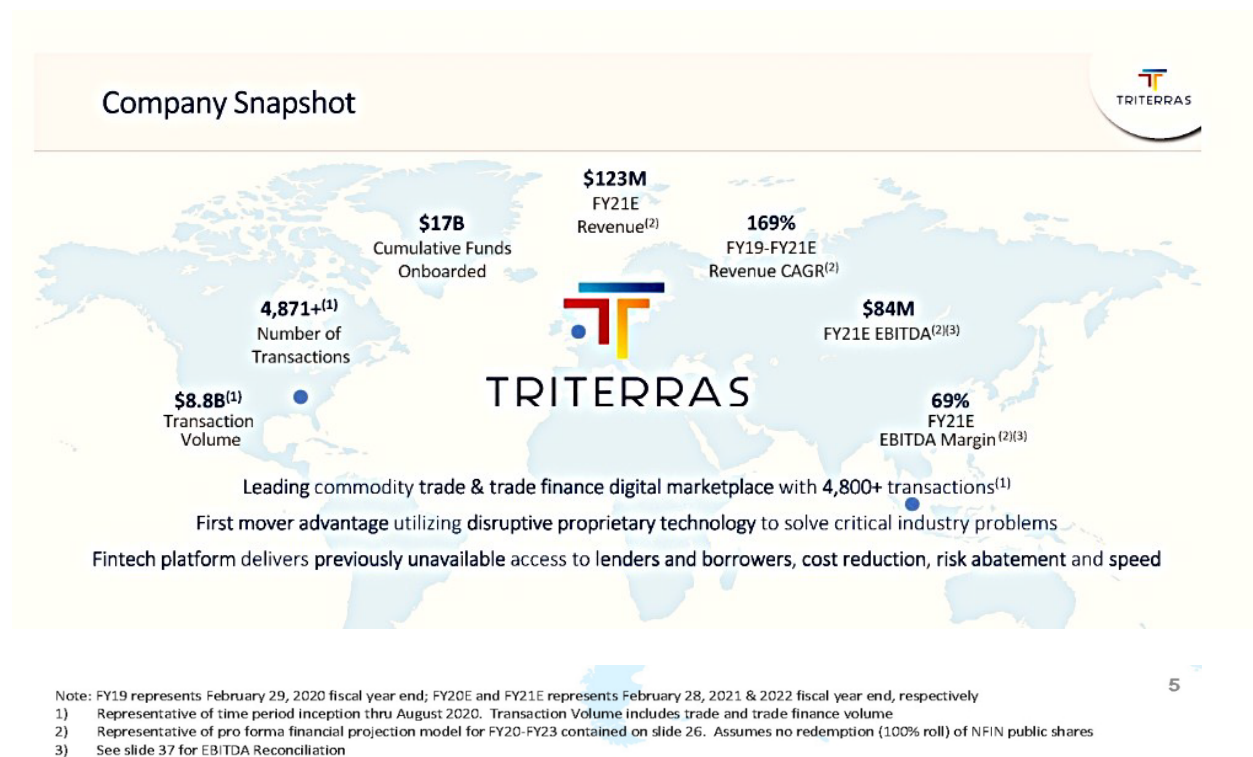 Company Snapshot
TRITERRAS
$123M
FY21E
Revenue(2)
$17B
Cumulative Funds
Onboarded
169%
FY19-FY21E
Revenue CAGR(2)
4,871+(1)
Number of
Transactions
$84M
FY21E EBITDA(2)(3)
$8.8B(1)
Transaction
Volume
TRITERRAS
69%
FY21E
EBITDA Margin (2)(3)
Leading commodity trade & trade finance digital marketplace with 4,800+ transactions(1)
First mover advantage utilizing disruptive proprietary technology to solve critical industry problems
Fintech platform delivers previously unavailable access to lenders and borrowers, cost reduction, risk abatement and speed
5
Note: FY19 represents February 29, 2020 fiscal year end; FY20E and FY21E represents February 28, 2021 & 2022 fiscal year end, respectively
1) Representative of time period inception thru August 2020. Transaction Volume includes trade and trade finance volume
2) Representative of pro forma financial projection model for FY20-FY23 contained on slide 26. Assumes no redemption (100% roll) of NFIN public shares
3) See slide 37 for EBITDA Reconciliation